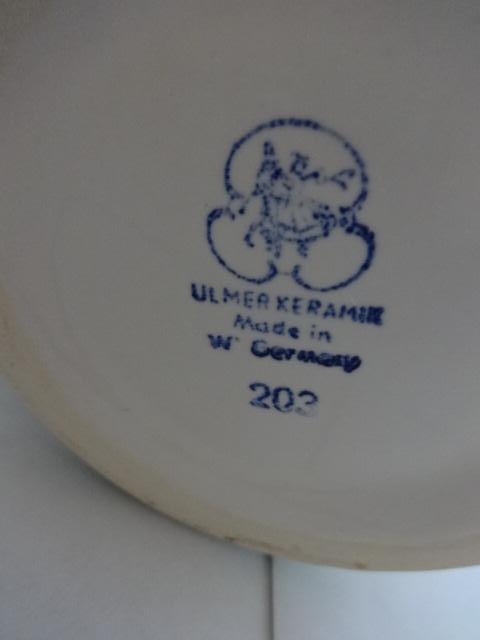 ULMER KERAMIK
Made in
W. Germany
203